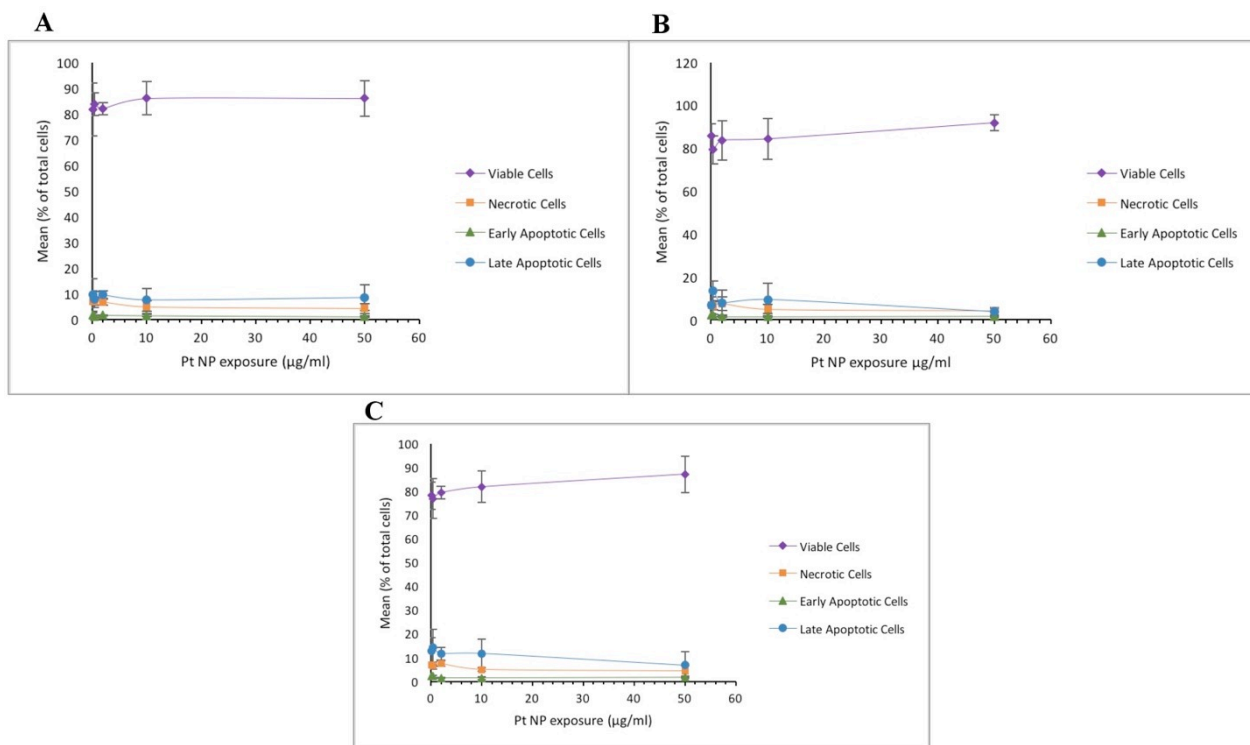 A
Mean (% of total cells)
100
90
80
70
60
50
40
30
20
10
0
0 10 20 30 40 50 60
Pt NP exposure (µg/ml)
Viable Cells
Necrotic Cells
Early Apoptotic Cells
Late Apoptotic Cells
B
Mean (% of total cells)
120
100
80
60
40
20
0
0 10 20 30 40 50 60
Pt NP exposure µg/ml
Viable Cells
Necrotic Cells
Early Apoptotic Cells
Late Apoptotic Cells
C
Mean (% of total cells)
100
90
80
70
60
50
40
30
20
10
0
0 10 20 30 40 50 60
Pt NP exposure (µg/ml)
Viable Cells
Necrotic Cells
Early Apoptotic Cells
Late Apoptotic Cells